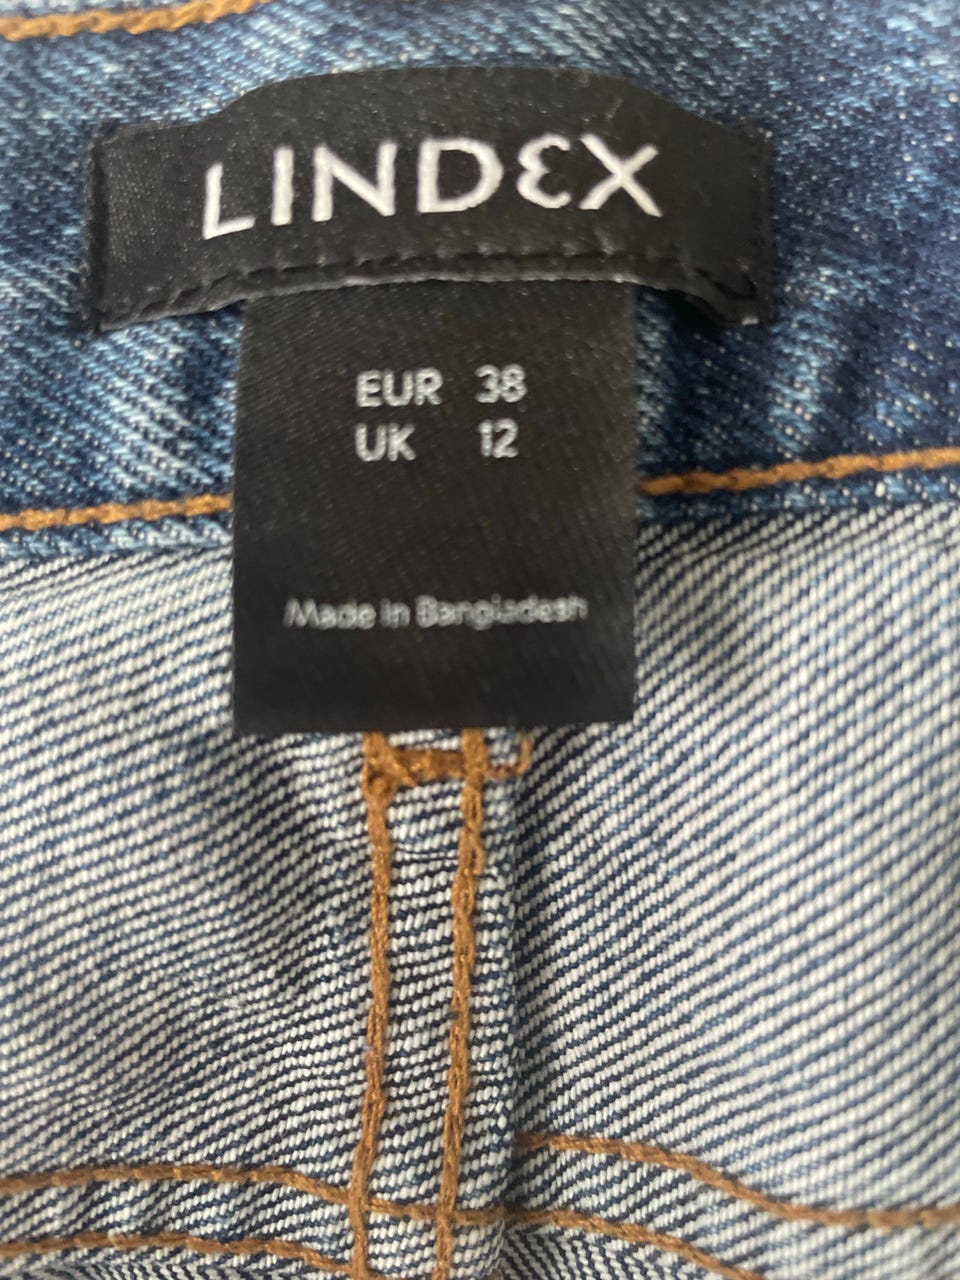 LINDEX
EUR 38
UK 12
Made in Bangladesh